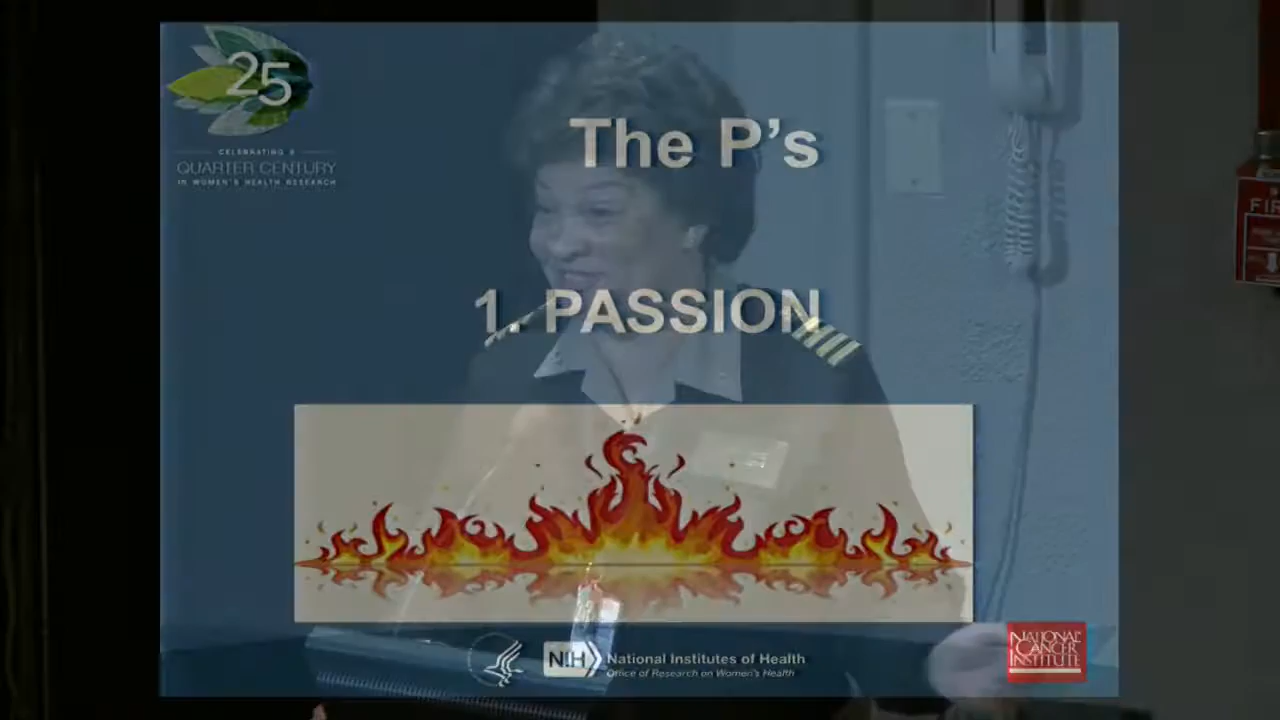 25
CELEBRATING A
QUARTER CENTURY
IN WOMEN'S HEALTH RESEARCH
The P's
1. PASSION
FIR
NIH National Institutes of Health
Office of Research on Women's Health
NATIONAL
CANCER
INSTITUTE